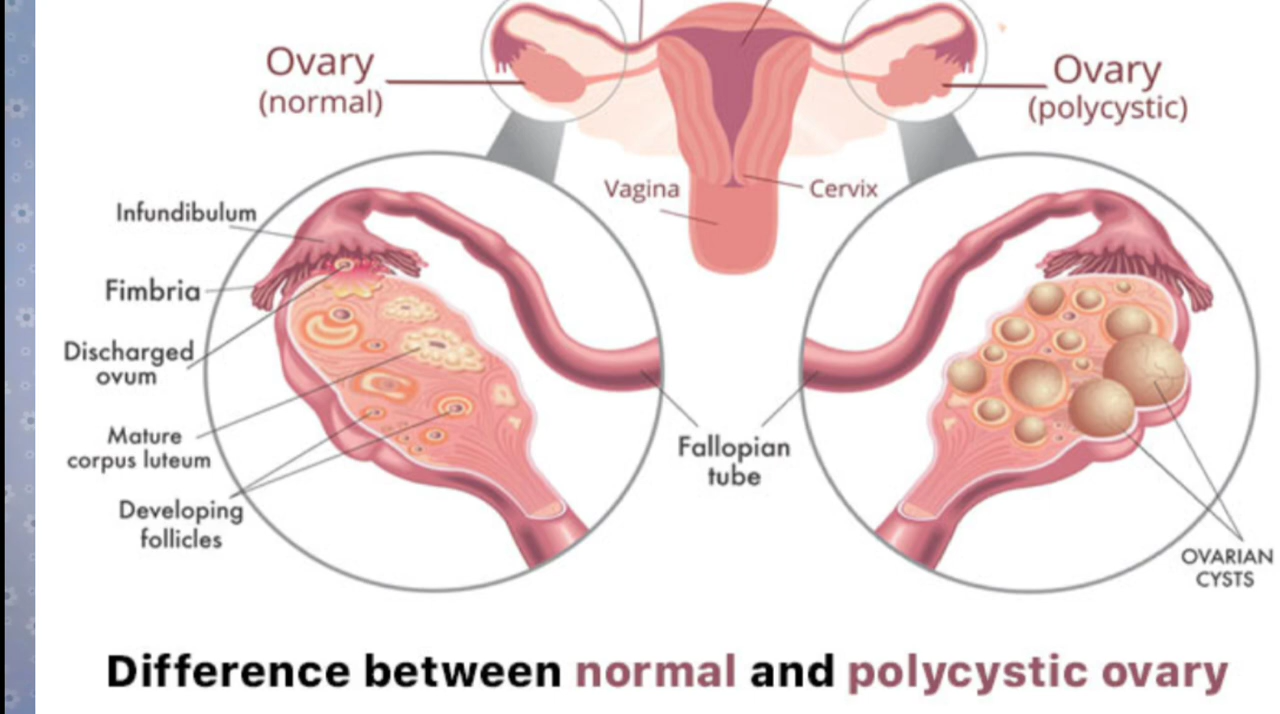 Ovary
(normal)
Ovary
(polycystic)
Vagina
Cervix
Infundibulum
Fimbria
Discharged
ovum
Mature
corpus luteum
Developing
follicles
Fallopian
tube
OVARIAN
CYSTS
Difference between normal and polycystic ovary